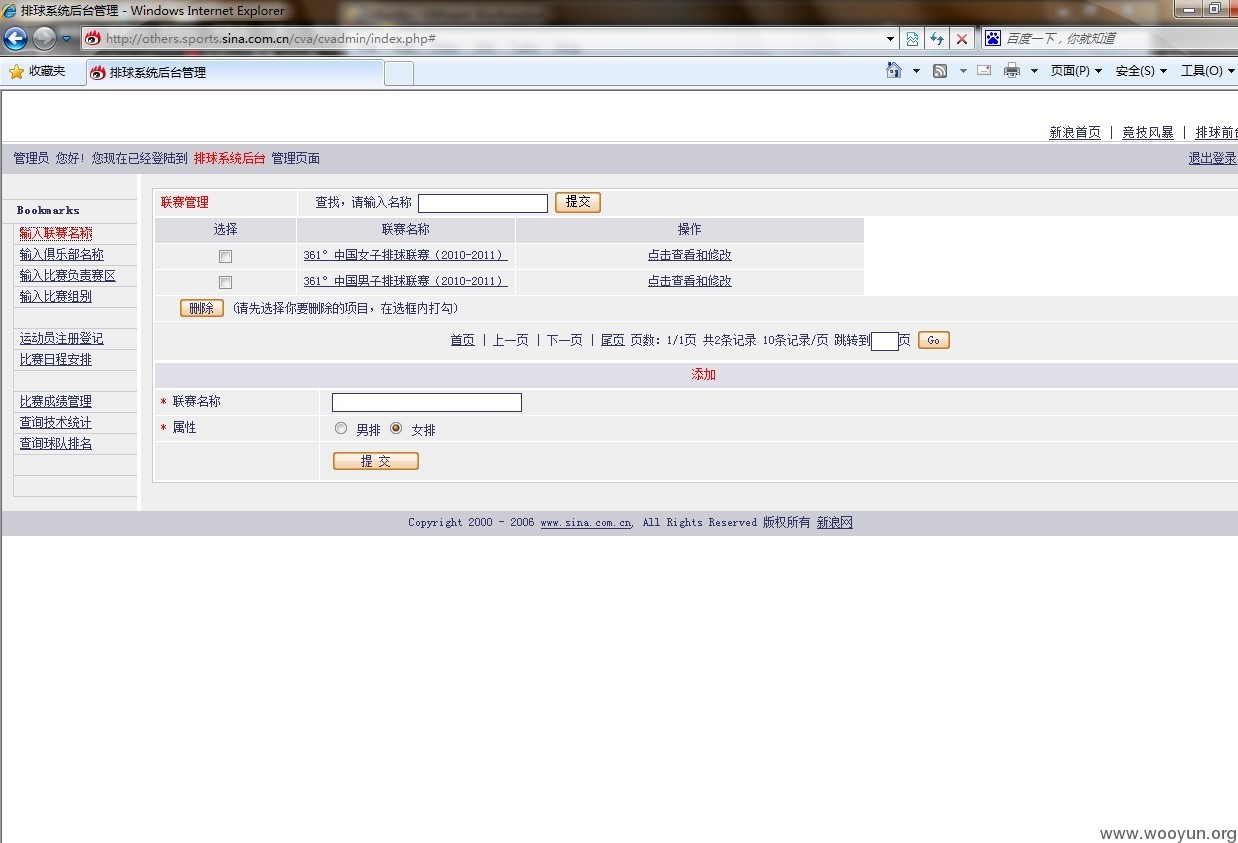 排球系统后台管理 - Windows Internet Explorer
http://others.sports.sina.com.cn/cva/cvadmin/index.php#
百度一下，你就知道
收藏夹
排球系统后台管理
页面(P)
安全(S)
工具(O)
新浪首页 | 竞技风暴 | 排球前台
管理员 您好! 您现在已经登陆到 排球系统后台 管理页面
退出登录
Bookmarks
输入联赛名称
输入俱乐部名称
输入比赛负责赛区
输入比赛组别
运动员注册登记
比赛日程安排
比赛成绩管理
查询技术统计
查询球队排名
联赛管理
查找，请输入名称
提交
选择 联赛名称 操作
361° 中国女子排球联赛（2010-2011） 点击查看和修改
361° 中国男子排球联赛（2010-2011） 点击查看和修改
删除 (请先选择你要删除的项目，在选框内打勾)
首页 | 上一页 | 下一页 | 尾页 页数: 1/1页 共2条记录 10条记录/页 跳转到 页 Go
添加
* 联赛名称
* 属性
男排 女排
提 交
Copyright 2000 - 2006 www.sina.com.cn, All Rights Reserved 版权所有 新浪网
www.wooyun.org